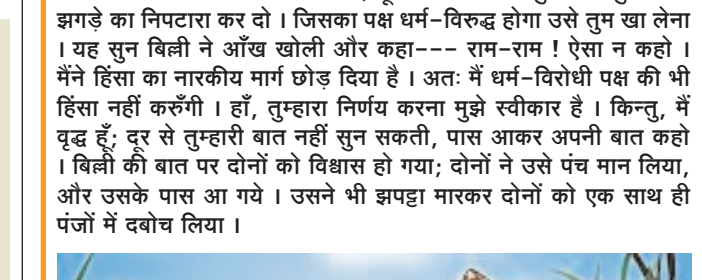 झगड़े का निपटारा कर दो । जिसका पक्ष धर्म-विरुद्ध होगा उसे तुम खा लेना
। यह सुन बिल्ली ने आँख खोली और कहा--- राम-राम ! ऐसा न कहो ।
मैंने हिंसा का नारकीय मार्ग छोड़ दिया है । अतः मैं धर्म-विरोधी पक्ष की भी
हिंसा नहीं करुँगी । हाँ, तुम्हारा निर्णय करना मुझे स्वीकार है । किन्तु, मैं
वृद्ध हूँ; दूर से तुम्हारी बात नहीं सुन सकती, पास आकर अपनी बात कहो
। बिल्ली की बात पर दोनों को विश्वास हो गया; दोनों ने उसे पंच मान लिया,
और उसके पास आ गये । उसने भी झपट्टा मारकर दोनों को एक साथ ही
पंजों में दबोच लिया ।